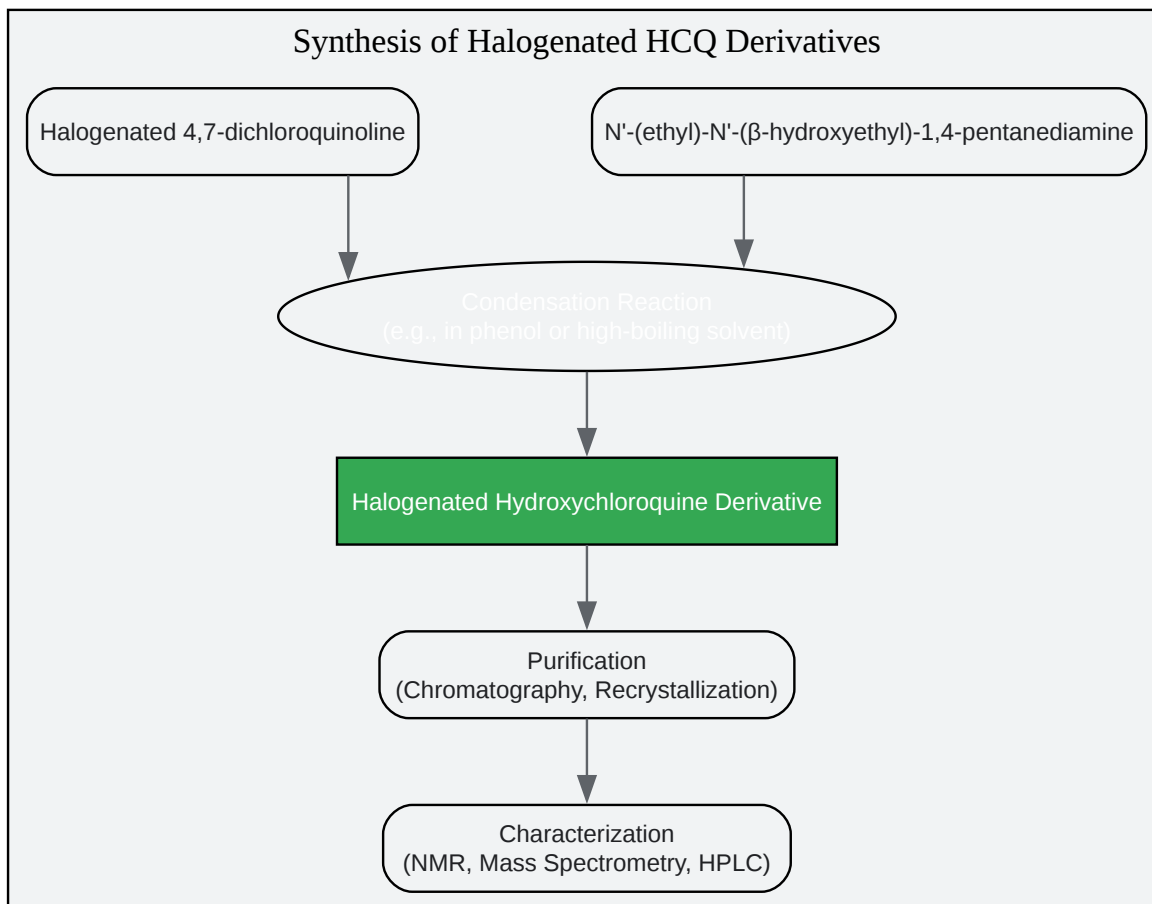 Synthesis of Halogenated HCQ Derivatives
Halogenated 4,7-dichloroquinoline
N'-(ethyl)-N'-(β-hydroxyethyl)-1,4-pentanediamine
Condensation Reaction
(e.g., in phenol or high-boiling solvent)
Halogenated Hydroxychloroquine Derivative
Purification
(Chromatography, Recrystallization)
Characterization
(NMR, Mass Spectrometry, HPLC)